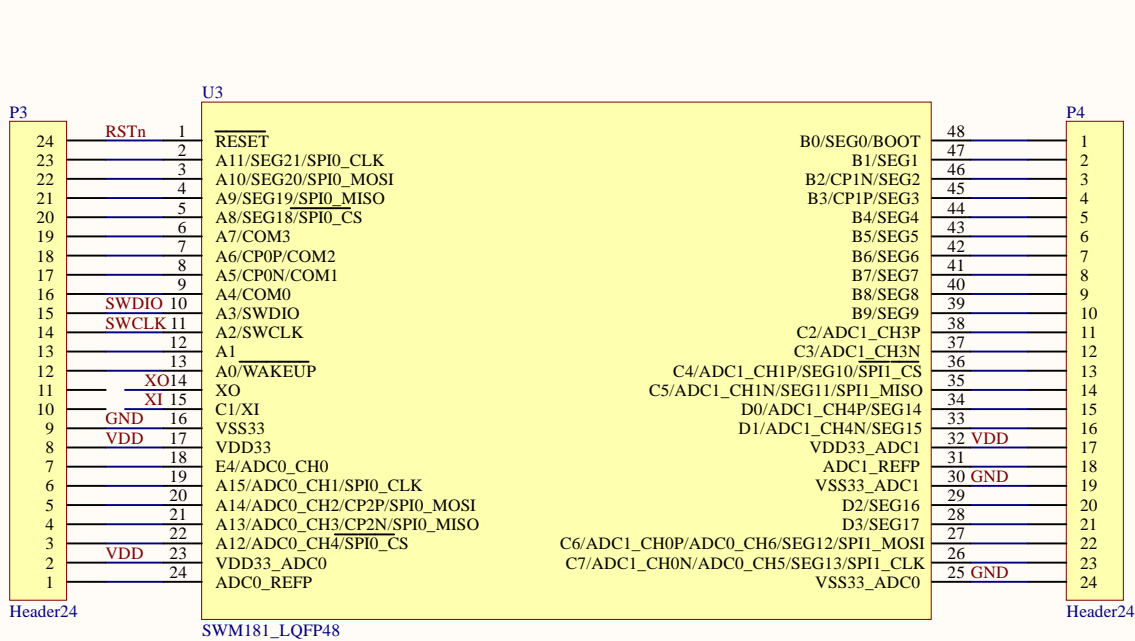 U3
P3 P4
24 RSTn 1 RESET B0/SEG0/BOOT 48 1
23 2 A11/SEG21/SPI0_CLK B1/SEG1 47 2
22 3 A10/SEG20/SPI0_MOSI B2/CP1N/SEG2 46 3
21 4 A9/SEG19/SPI0_MISO B3/CP1P/SEG3 45 4
20 5 A8/SEG18/SPI0_CS B4/SEG4 44 5
19 6 A7/COM3 B5/SEG5 43 6
18 7 A6/CP0P/COM2 B6/SEG6 42 7
17 8 A5/CP0N/COM1 B7/SEG7 41 8
16 9 A4/COM0 B8/SEG8 40 9
15 SWDIO 10 A3/SWDIO B9/SEG9 39 10
14 SWCLK 11 A2/SWCLK C2/ADC1_CH3P 38 11
13 12 A1 C3/ADC1_CH3N 37 12
12 13 A0/WAKEUP C4/ADC1_CH1P/SEG10/SPI1_CS 36 13
11 XO 14 XO C5/ADC1_CH1N/SEG11/SPI1_MISO 35 14
10 XI 15 C1/XI D0/ADC1_CH4P/SEG14 34 15
9 GND 16 VSS33 D1/ADC1_CH4N/SEG15 33 16
8 VDD 17 VDD33 VDD33_ADC1 32 VDD 17
7 18 E4/ADC0_CH0 ADC1_REFP 31 18
6 19 A15/ADC0_CH1/SPI0_CLK VSS33_ADC1 30 GND 19
5 20 A14/ADC0_CH2/CP2P/SPI0_MOSI D2/SEG16 29 20
4 21 A13/ADC0_CH3/CP2N/SPI0_MISO D3/SEG17 28 21
3 22 A12/ADC0_CH4/SPI0_CS C6/ADC1_CH0P/ADC0_CH6/SEG12/SPI1_MOSI 27 22
2 VDD 23 VDD33_ADC0 C7/ADC1_CH0N/ADC0_CH5/SEG13/SPI1_CLK 26 23
1 24 ADC0_REFP VSS33_ADC0 25 GND 24
Header24 Header24
SWM181_LQFP48